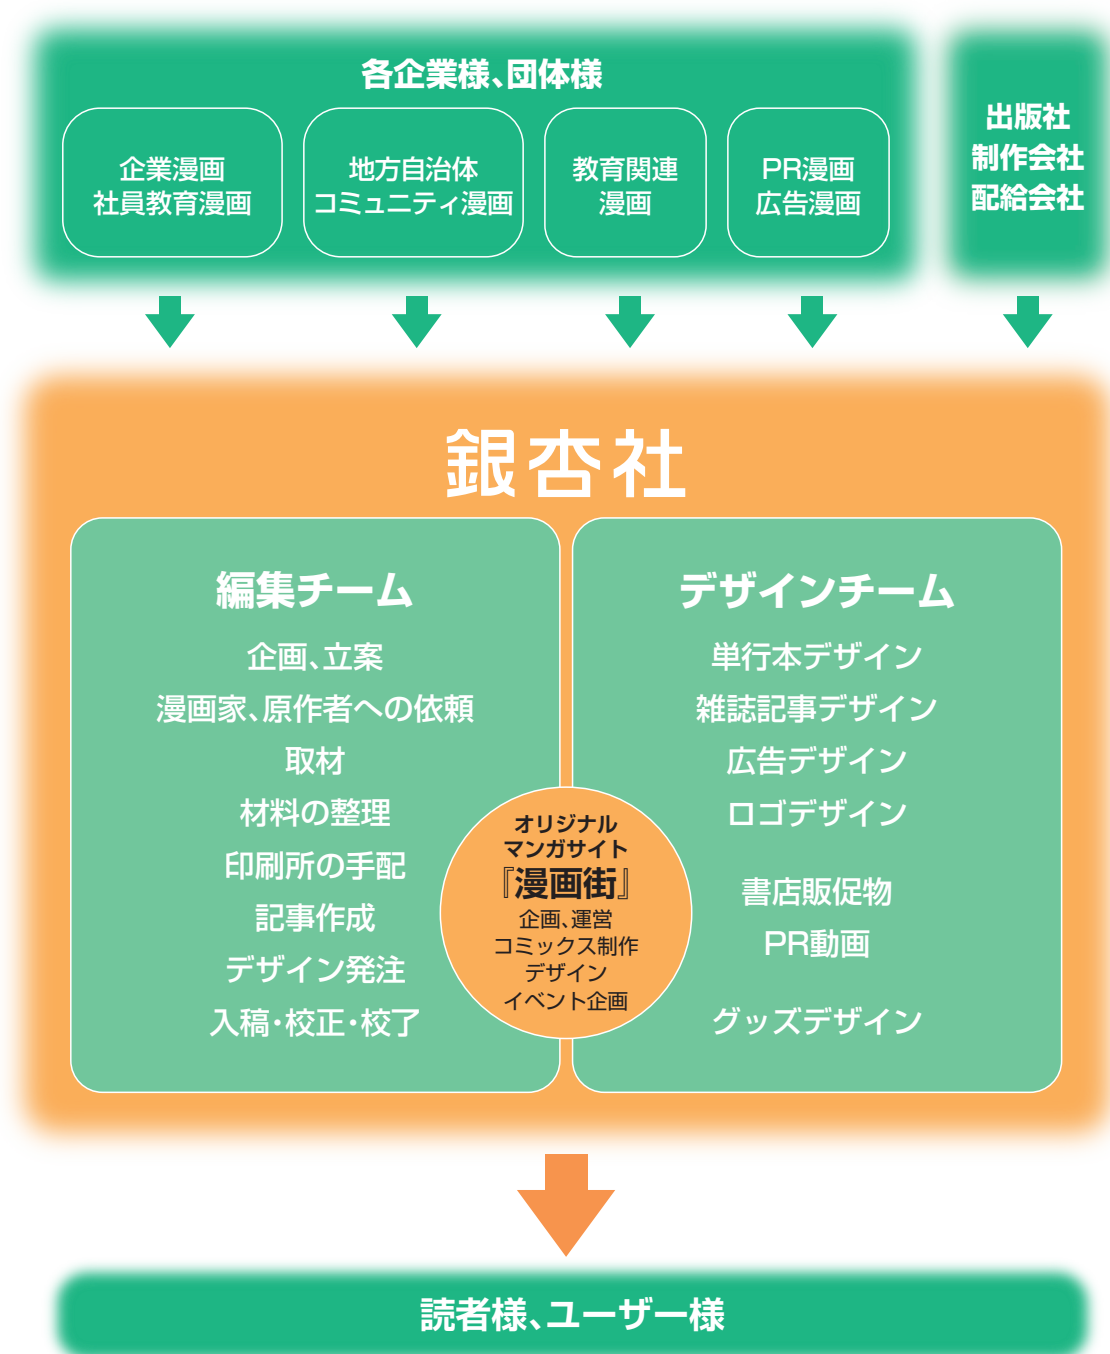 各企業様、団体様
企業漫画
社員教育漫画
地方自治体
コミュニティ漫画
教育関連
漫画
PR漫画
広告漫画
出版社
制作会社
配給会社
銀杏社
編集チーム
企画、立案
漫画家、原作者への依頼
取材
材料の整理
印刷所の手配
記事作成
デザイン発注
入稿・校正・校了
オリジナル
マンガサイト
『漫画街』
企画、運営
コミックス制作
デザイン
イベント企画
デザインチーム
単行本デザイン
雑誌記事デザイン
広告デザイン
ロゴデザイン
書店販促物
PR動画
グッズデザイン
読者様、ユーザー様